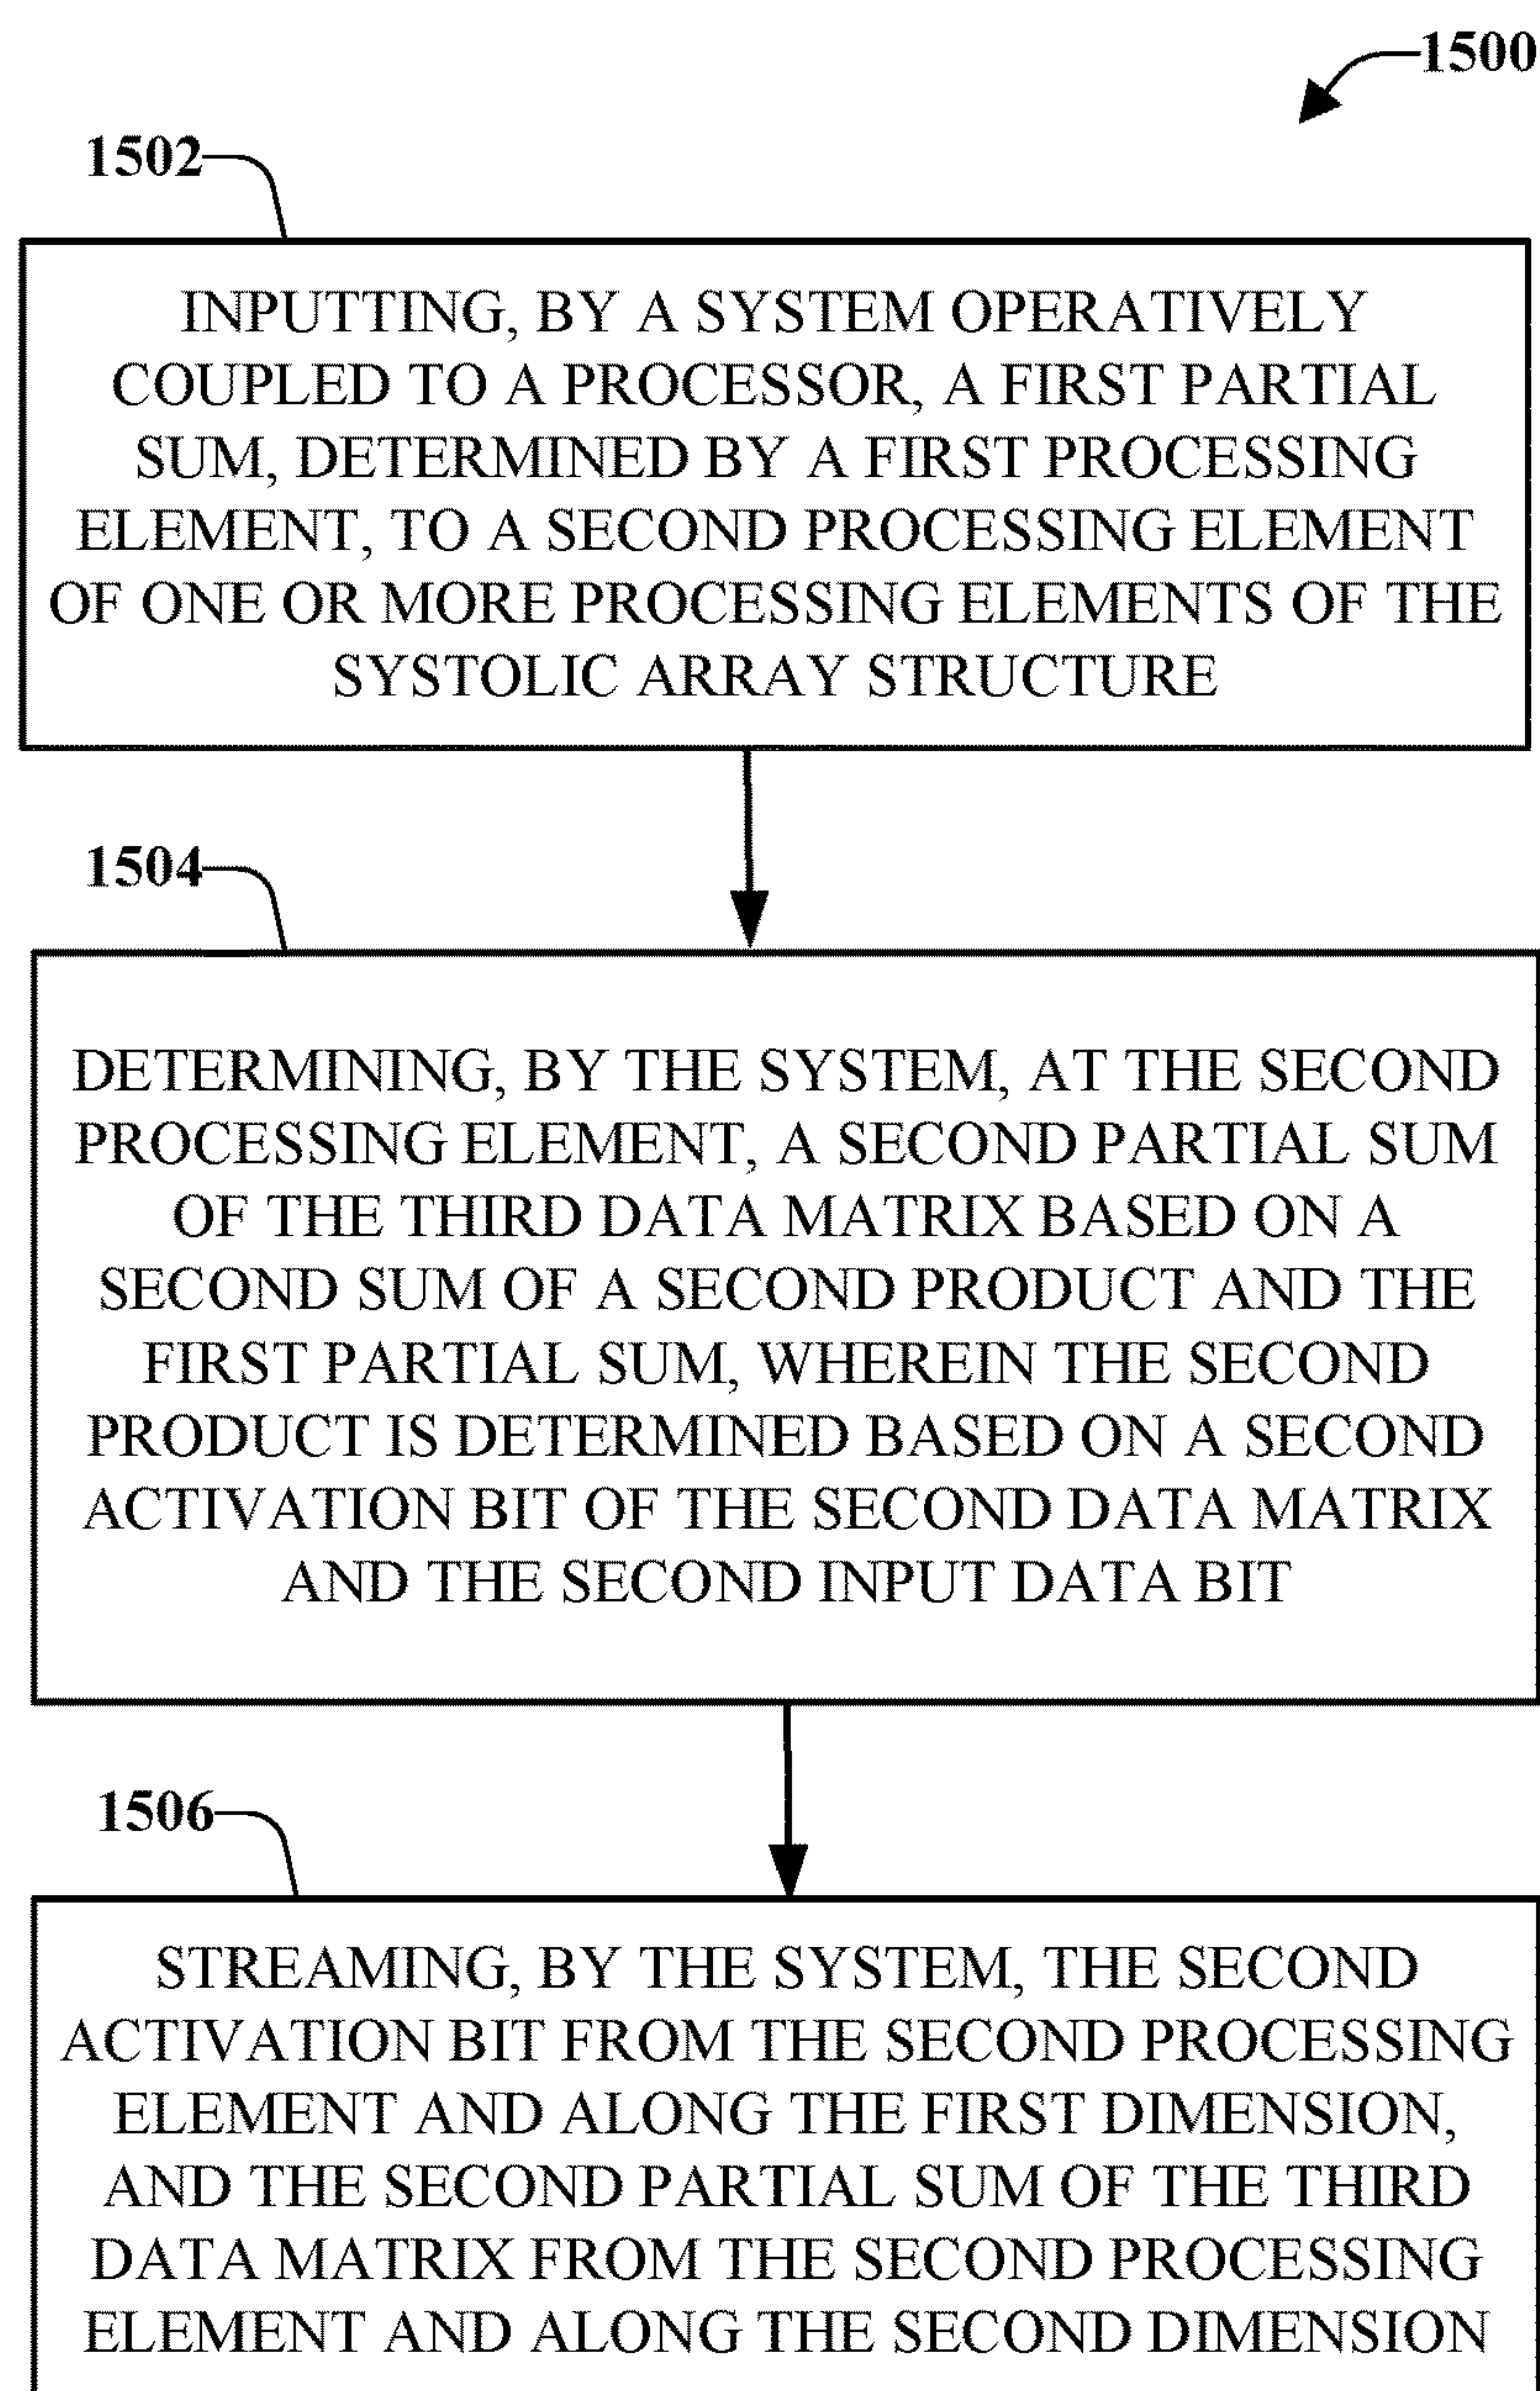 1500
1502
INPUTTING, BY A SYSTEM OPERATIVELY
COUPLED TO A PROCESSOR, A FIRST PARTIAL
SUM, DETERMINED BY A FIRST PROCESSING
ELEMENT, TO A SECOND PROCESSING ELEMENT
OF ONE OR MORE PROCESSING ELEMENTS OF THE
SYSTOLIC ARRAY STRUCTURE
1504
DETERMINING, BY THE SYSTEM, AT THE SECOND
PROCESSING ELEMENT, A SECOND PARTIAL SUM
OF THE THIRD DATA MATRIX BASED ON A
SECOND SUM OF A SECOND PRODUCT AND THE
FIRST PARTIAL SUM, WHEREIN THE SECOND
PRODUCT IS DETERMINED BASED ON A SECOND
ACTIVATION BIT OF THE SECOND DATA MATRIX
AND THE SECOND INPUT DATA BIT
1506
STREAMING, BY THE SYSTEM, THE SECOND
ACTIVATION BIT FROM THE SECOND PROCESSING
ELEMENT AND ALONG THE FIRST DIMENSION,
AND THE SECOND PARTIAL SUM OF THE THIRD
DATA MATRIX FROM THE SECOND PROCESSING
ELEMENT AND ALONG THE SECOND DIMENSION